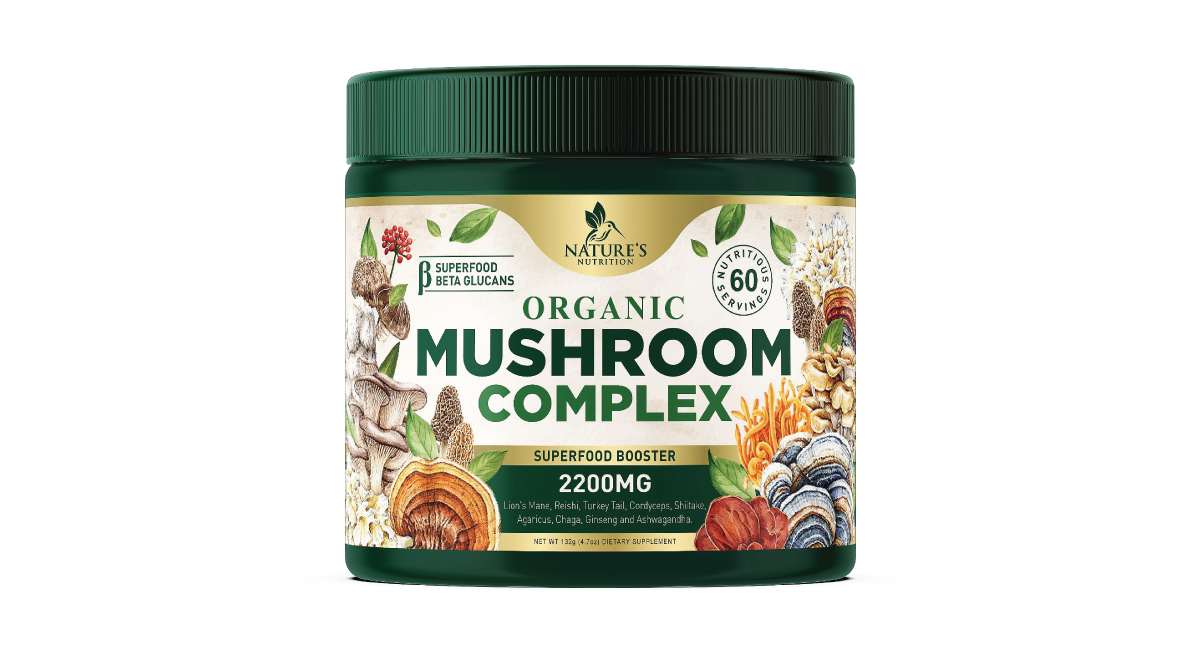 NATURE'S
NUTRITION
β SUPERFOOD
BETA GLUCANS
NUTRITIOUS
60
SERVINGS
ORGANIC
MUSHROOM
COMPLEX
SUPERFOOD BOOSTER
2200MG
Lion's Mane, Reishi, Turkey Tail, Cordyceps, Shiitake,
Agaricus, Chaga, Ginseng and Ashwagandha.
NET WT 132g (4.7oz) DIETARY SUPPLEMENT